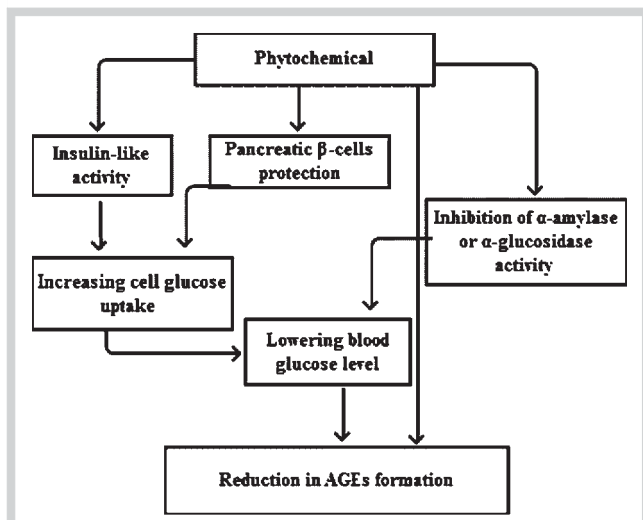 Phytochemical
Insulin-like
activity
Pancreatic β-cells
protection
Inhibition of α-amylase
or α-glucosidase
activity
Increasing cell glucose
uptake
Lowering blood
glucose level
Reduction in AGEs formation